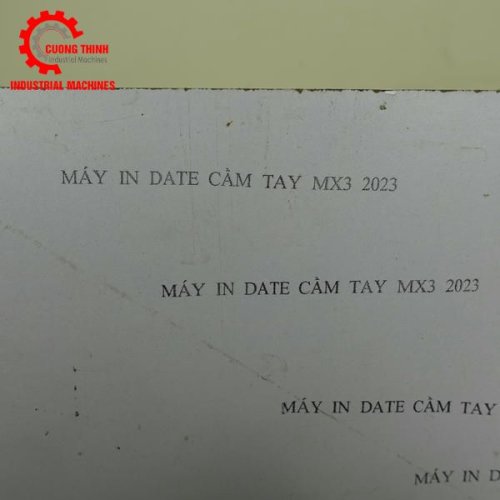 CUONG THINH
Industrial Machines
INDUSTRIAL MACHINES
MÁY IN DATE CẦM TAY MX3 2023
MÁY IN DATE CẦM TAY MX3 2023
MÁY IN DATE CẦM TAY
MÁY IN D